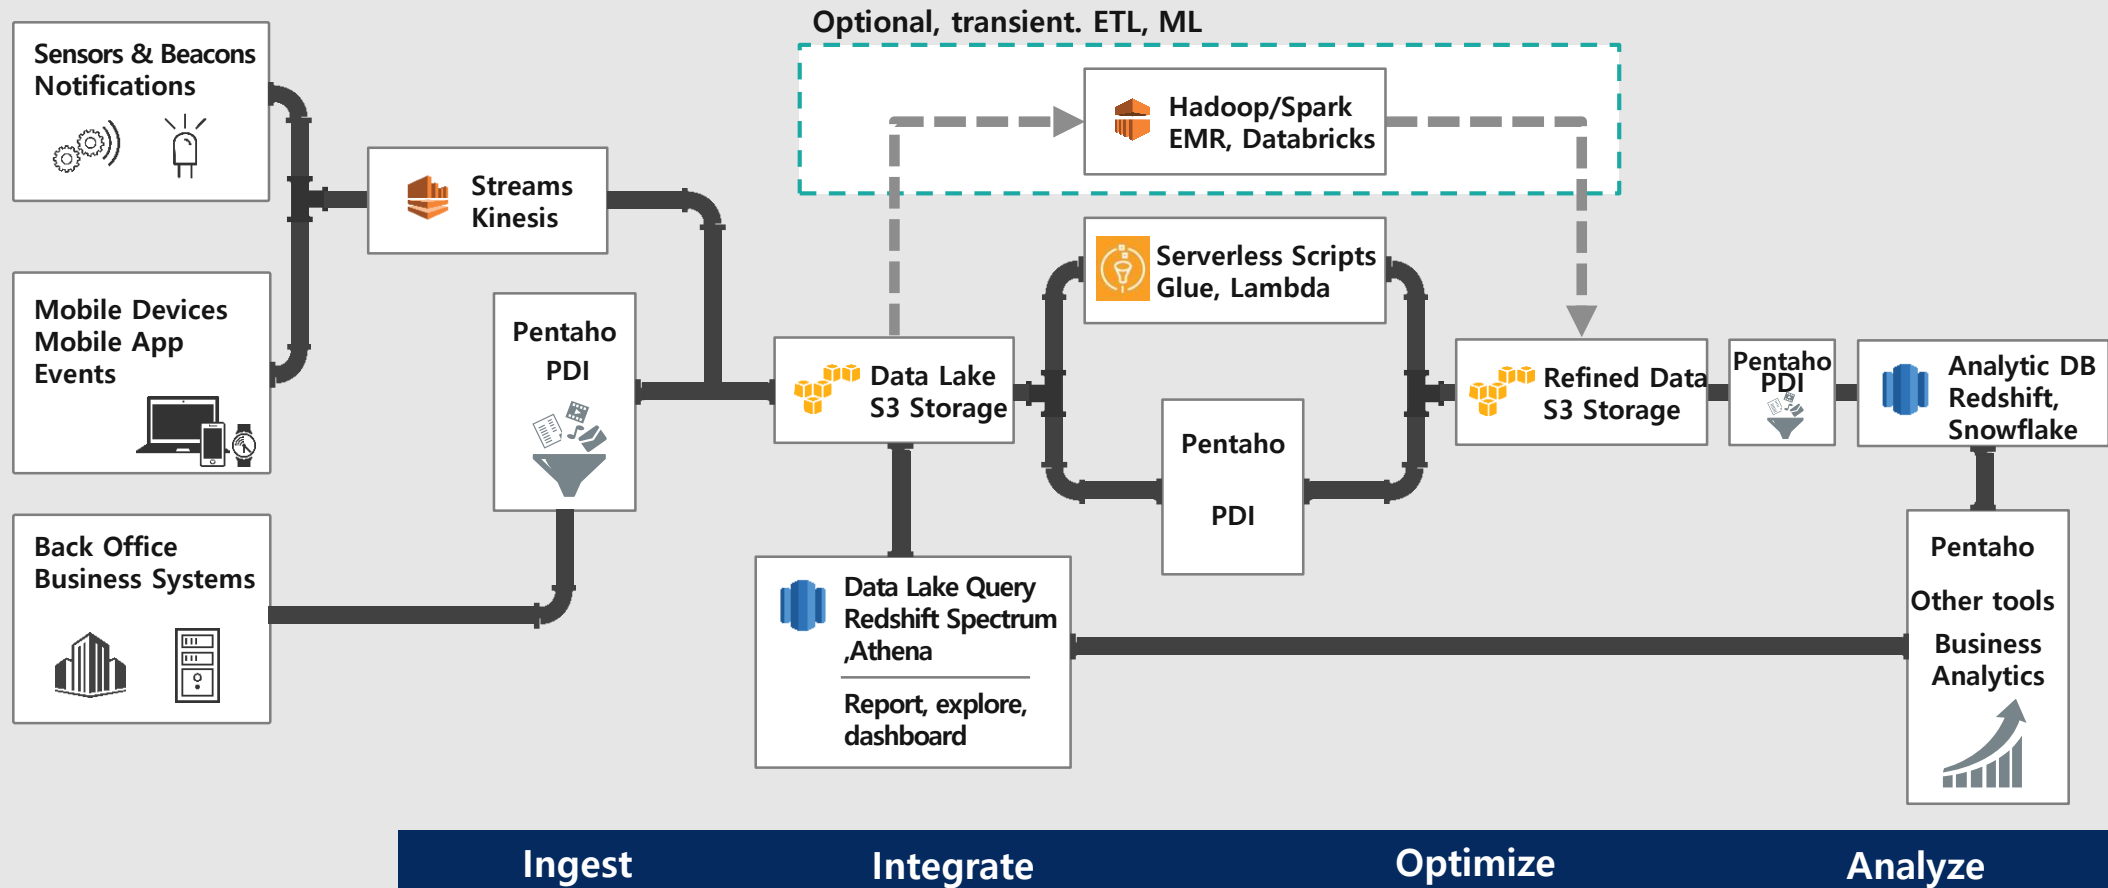 Optional, transient. ETL, ML
Sensors & Beacons
Notifications
Hadoop/Spark
EMR, Databricks
Streams
Kinesis
Serverless Scripts
Glue, Lambda
Mobile Devices
Mobile App
Events
Pentaho
PDI
Data Lake
S3 Storage
Pentaho
PDI
Refined Data
S3 Storage
Pentaho
PDI
Analytic DB
Redshift,
Snowflake
Back Office
Business Systems
Data Lake Query
Redshift Spectrum
,Athena
Report, explore,
dashboard
Pentaho
Other tools
Business
Analytics
Ingest
Integrate
Optimize
Analyze